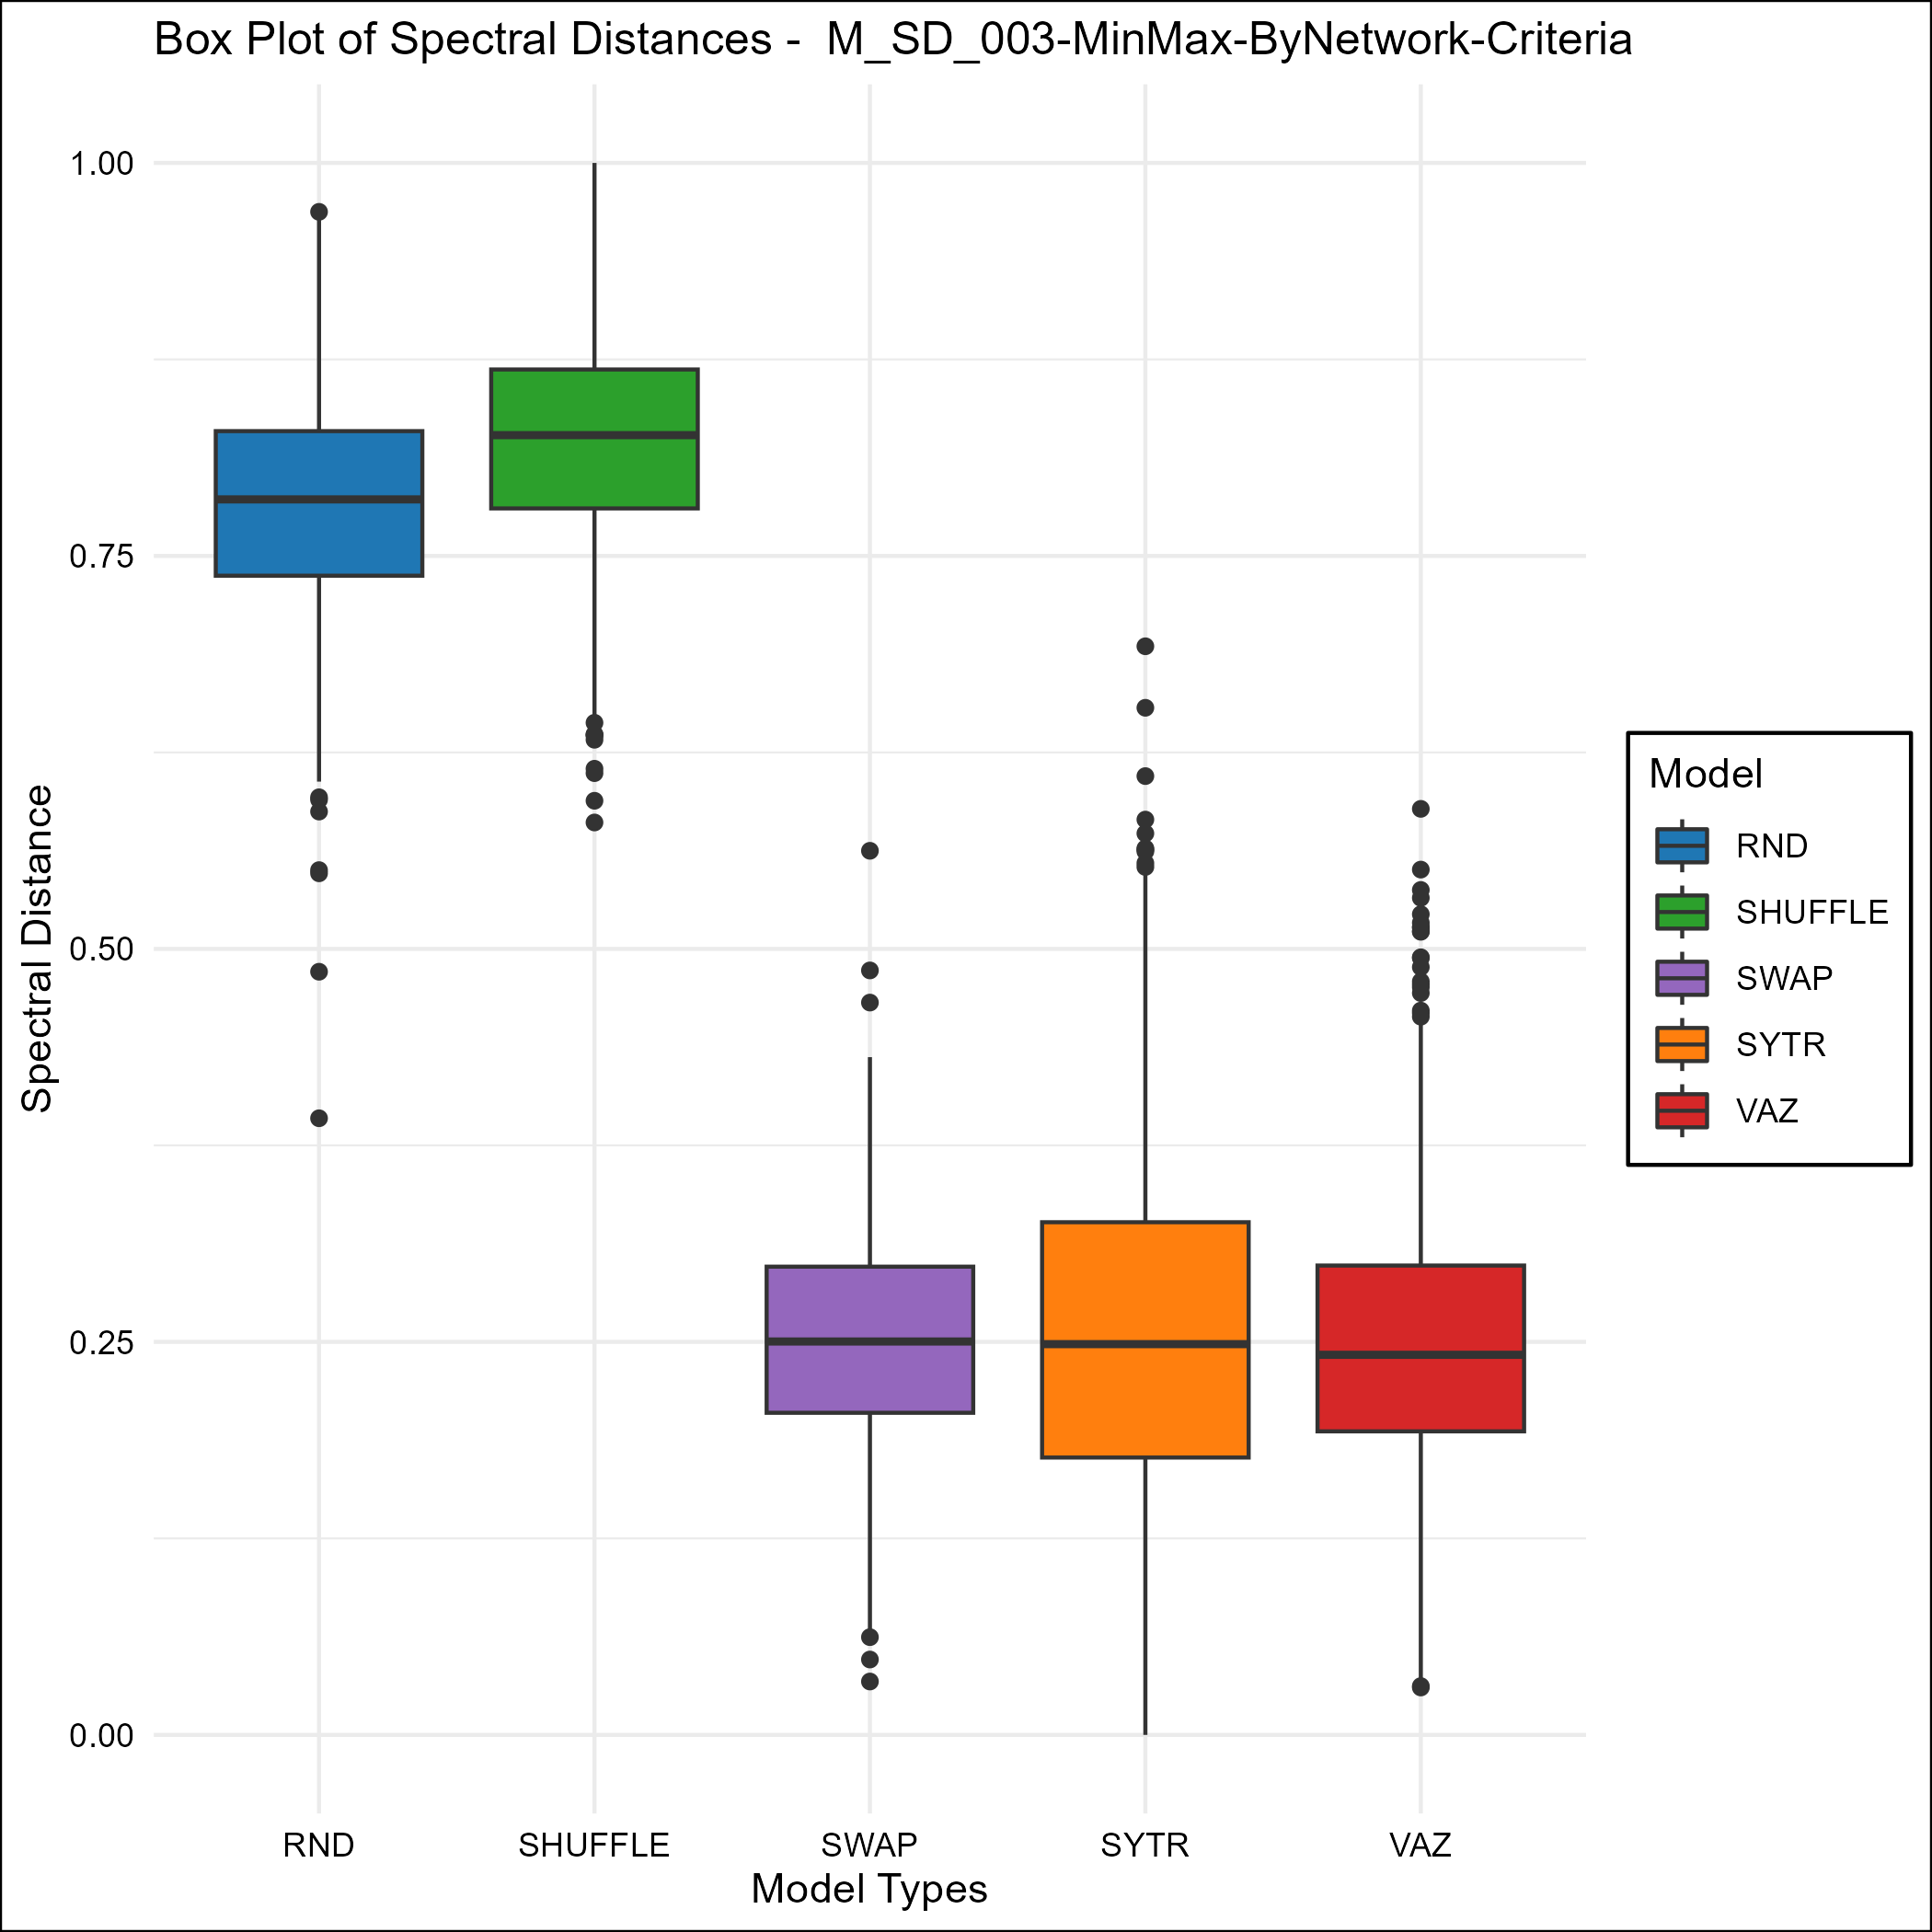 Box Plot of Spectral Distances -  M_SD_003-MinMax-ByNetwork-Criteria
1.00
0.75
0.50
0.25
0.00
Spectral Distance
RND
SHUFFLE
SWAP
SYTR
VAZ
Model Types
Model
RND
SHUFFLE
SWAP
SYTR
VAZ